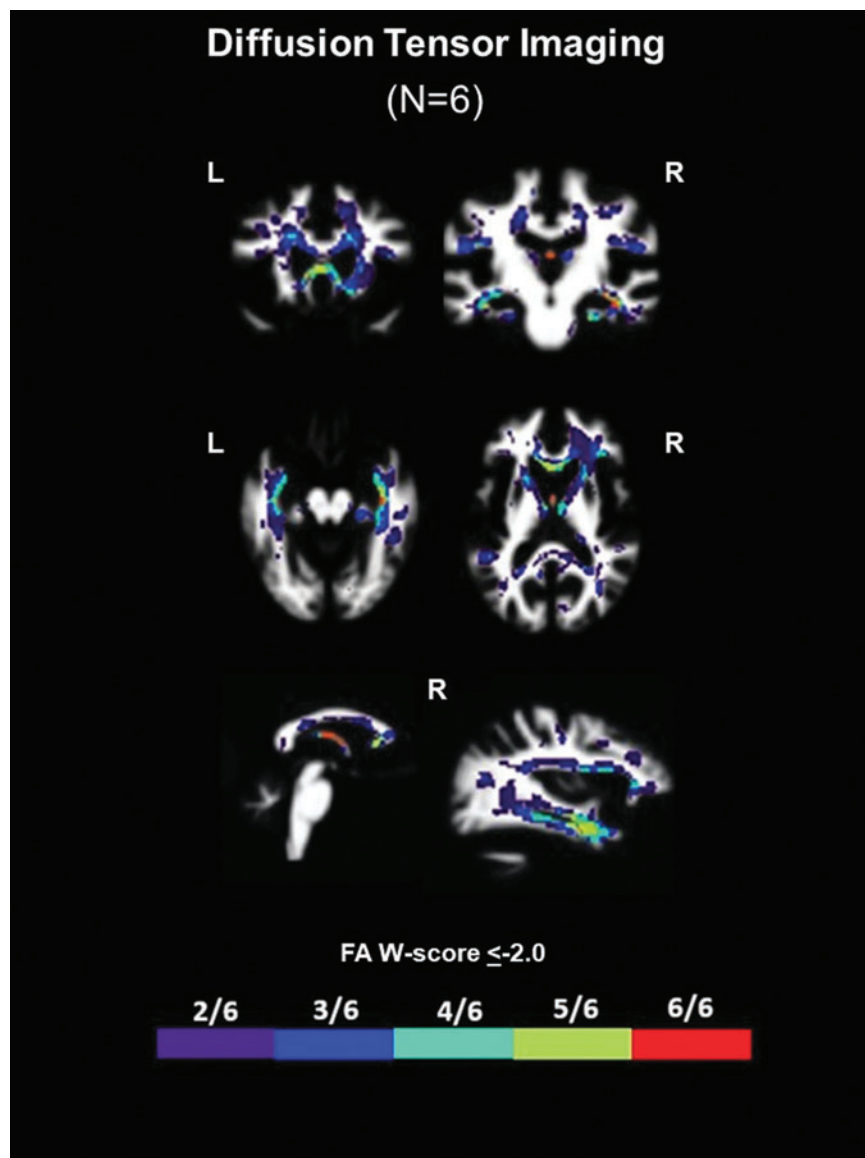 Diffusion Tensor Imaging
(N=6)
L R
L R
R
FA W-score ≤-2.0
2/6 3/6 4/6 5/6 6/6